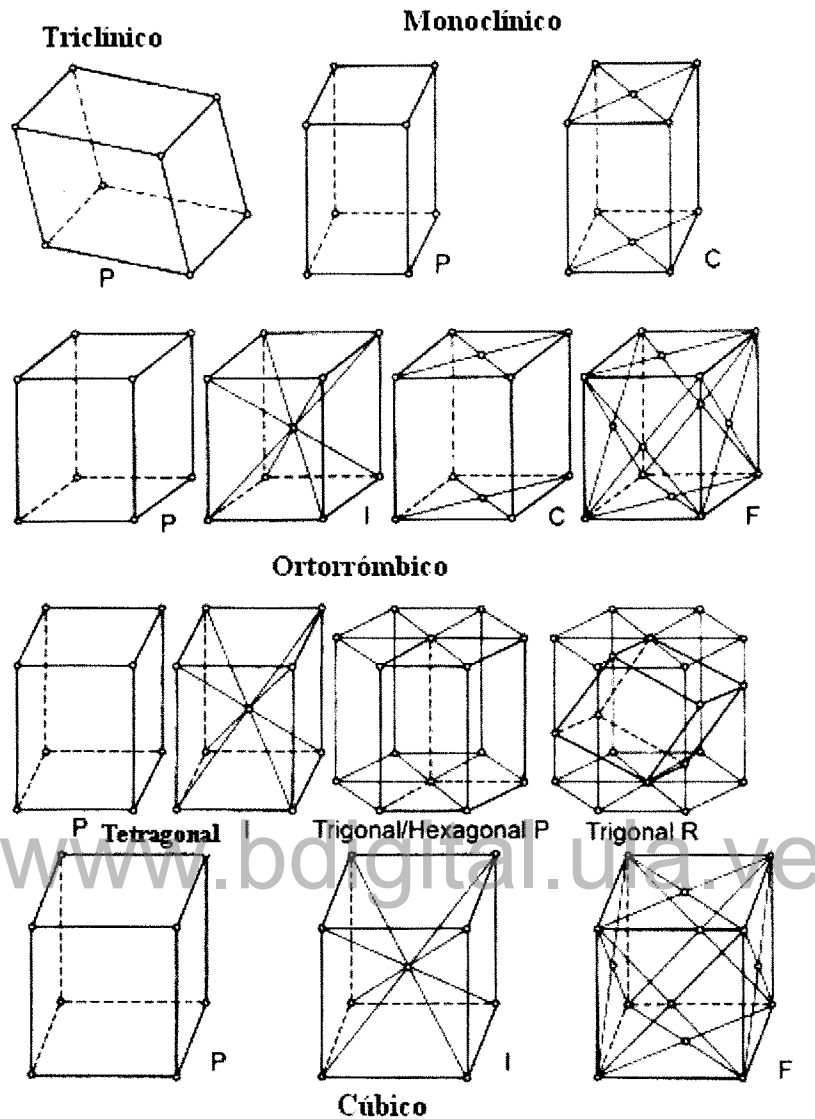 Triclínico
Monoclínico
P
P
C
P
I
C
F
Ortorrómbico
P Tetragonal I
Trigonal/Hexagonal P
Trigonal R
www.bdigital.ula.ve
P
I
F
Cúbico